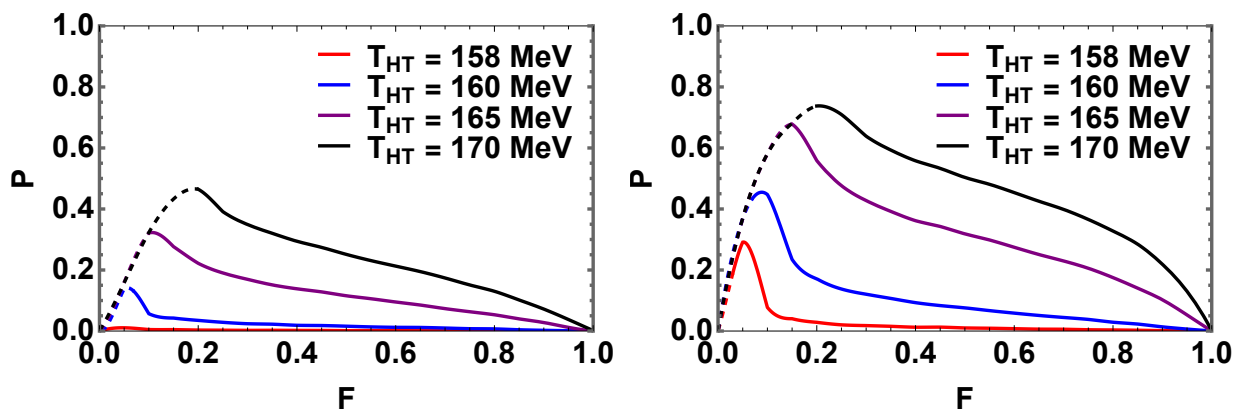 1.0
0.8
0.6
0.4
0.2
0.0
P
T_HT = 158 MeV
T_HT = 160 MeV
T_HT = 165 MeV
T_HT = 170 MeV
0.0 0.2 0.4 0.6 0.8 1.0
F
1.0
0.8
0.6
0.4
0.2
0.0
P
T_HT = 158 MeV
T_HT = 160 MeV
T_HT = 165 MeV
T_HT = 170 MeV
0.0 0.2 0.4 0.6 0.8 1.0
F